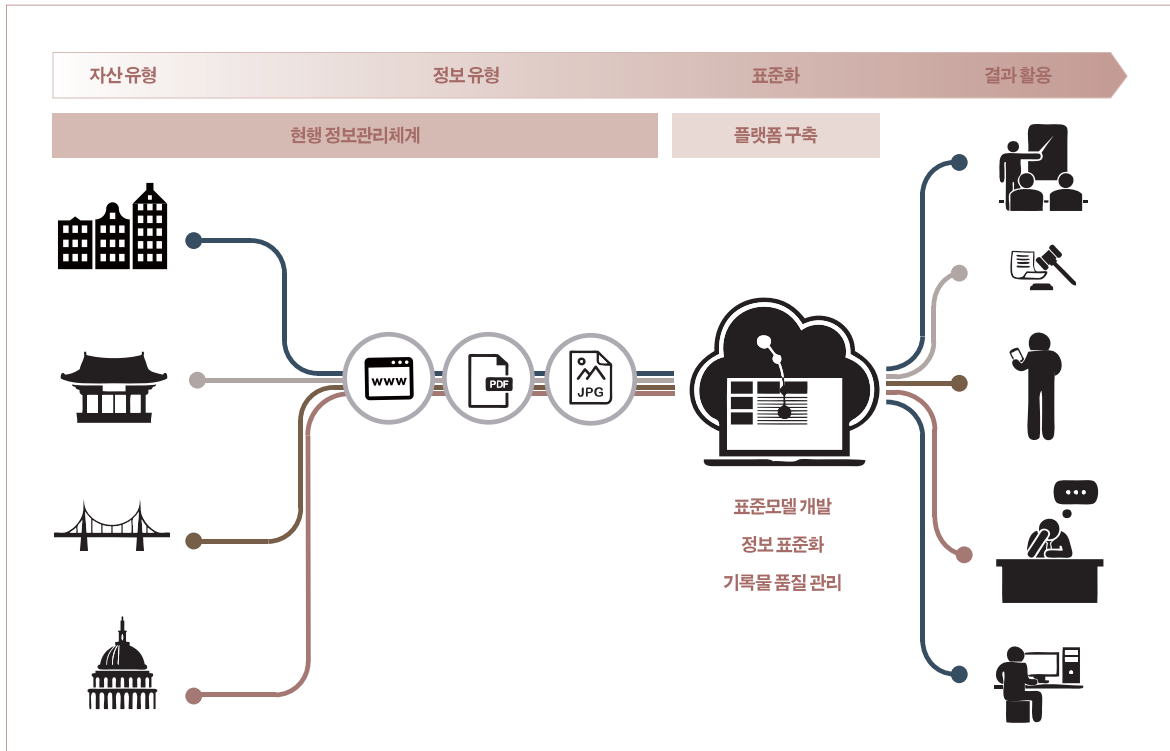 자산 유형
정보 유형
표준화
결과 활용
현행 정보관리체계
플랫폼 구축
www
PDF
JPG
표준모델 개발
정보 표준화
기록물 품질 관리